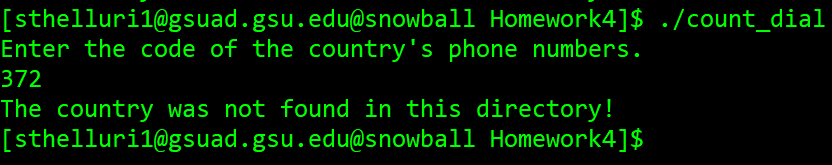 [sthelluri1@gsuad.gsu.edu@snowball Homework4]$ ./count_dial
Enter the code of the country's phone numbers.
372
The country was not found in this directory!
[sthelluri1@gsuad.gsu.edu@snowball Homework4]$